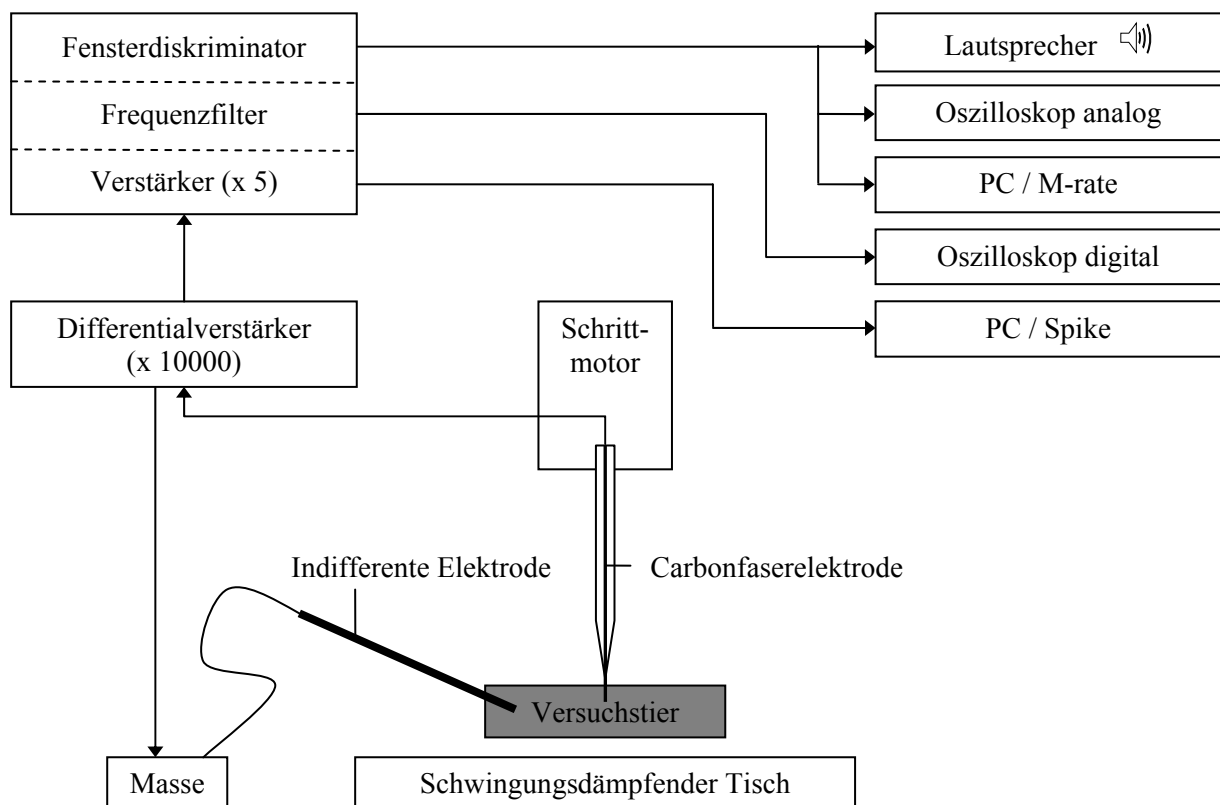 Fensterdiskriminator
Frequenzfilter
Verstärker (x 5)
Lautsprecher
Oszilloskop analog
PC / M-rate
Oszilloskop digital
PC / Spike
Differentialverstärker
(x 10000)
Schritt-
motor
Indifferente Elektrode
Carbonfaserelektrode
Versuchstier
Masse
Schwingungsdämpfender Tisch